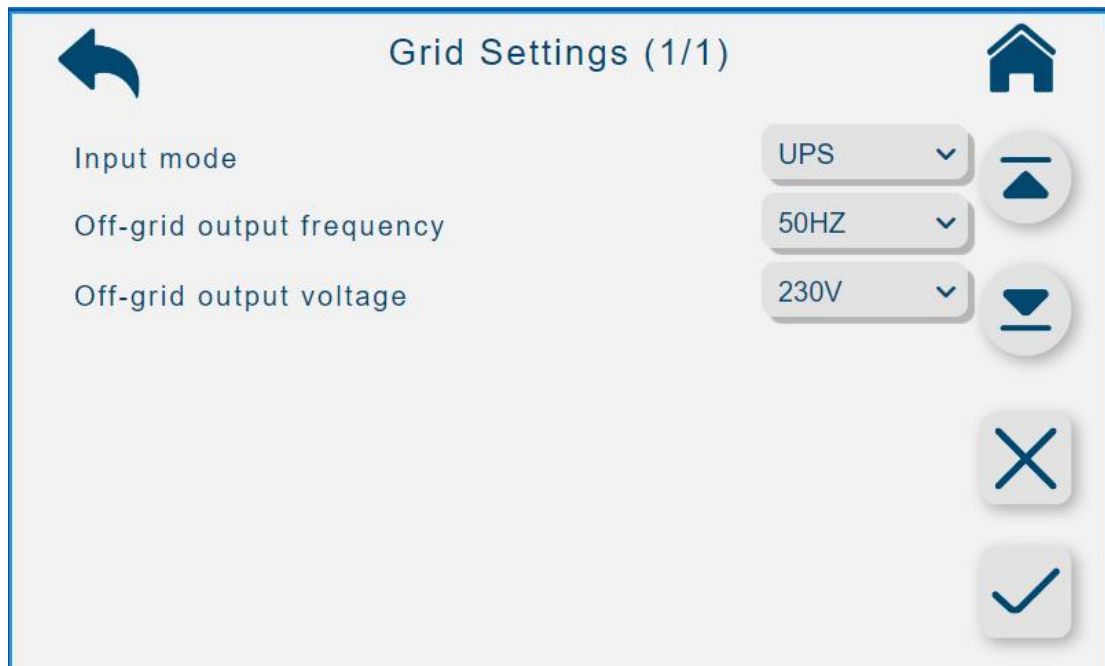 Grid Settings (1/1)
Input mode UPS
Off-grid output frequency 50HZ
Off-grid output voltage 230V